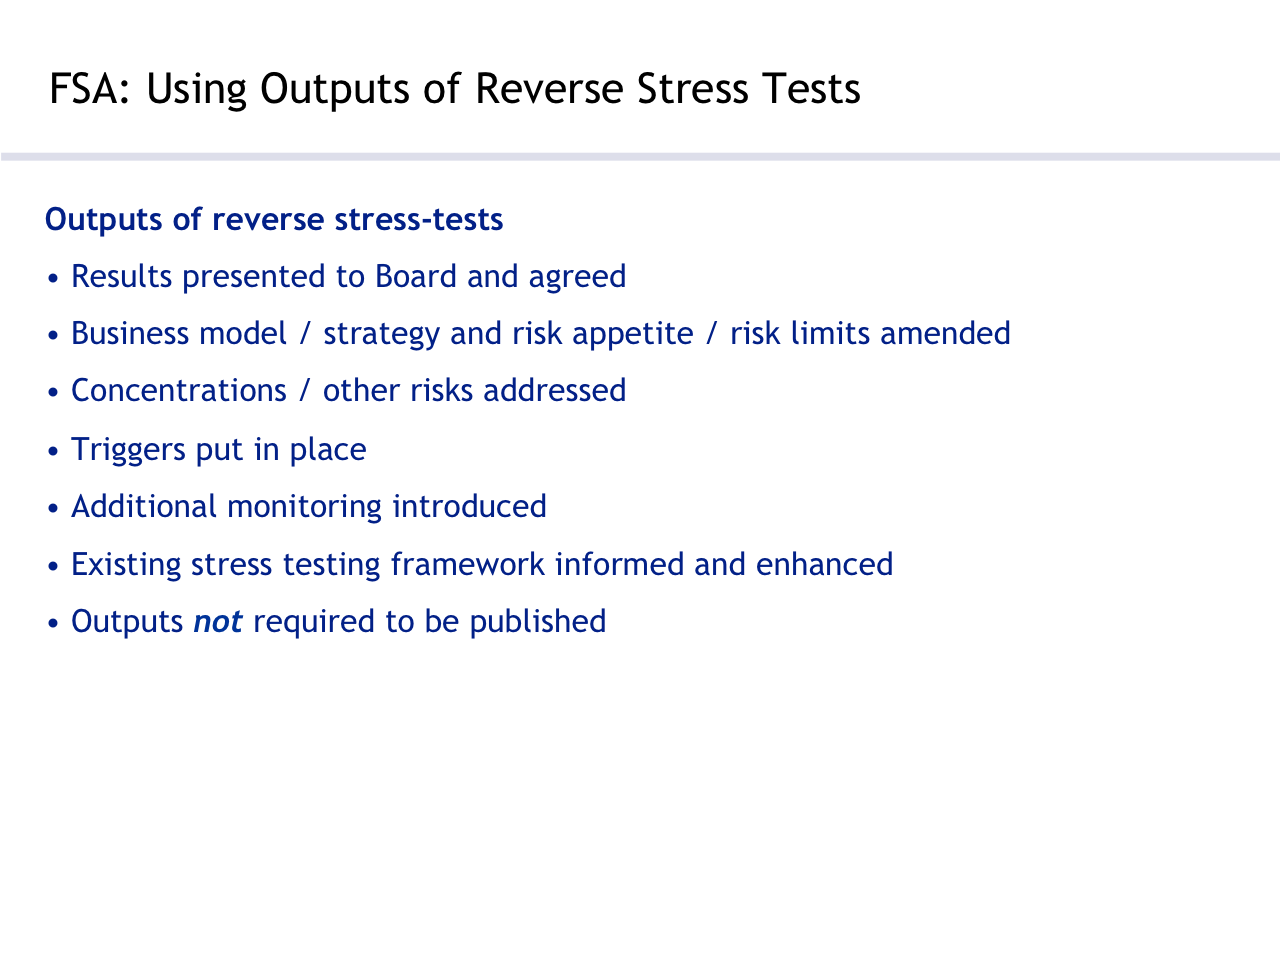 FSA: Using Outputs of Reverse Stress Tests
Outputs of reverse stress-tests
• Results presented to Board and agreed
• Business model / strategy and risk appetite / risk limits amended
• Concentrations / other risks addressed
• Triggers put in place
• Additional monitoring introduced
• Existing stress testing framework informed and enhanced
• Outputs not required to be published